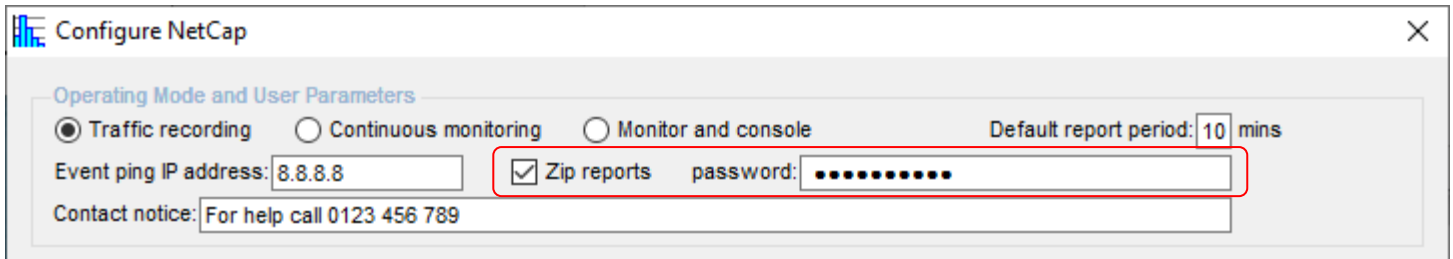 Configure NetCap
Operating Mode and User Parameters
Traffic recording Continuous monitoring Monitor and console Default report period: 10 mins
Event ping IP address: 8.8.8.8 Zip reports password: ●●●●●●●●●●
Contact notice: For help call 0123 456 789